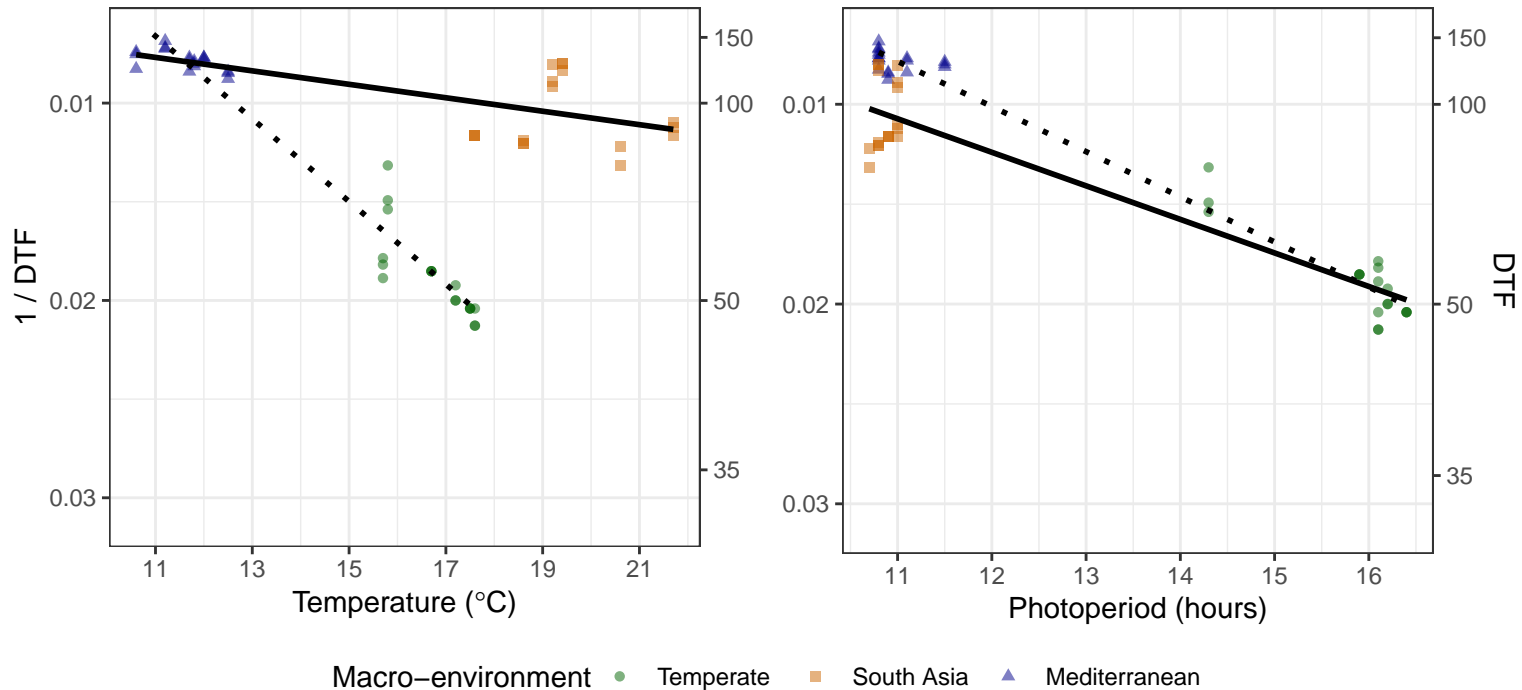 1 / DTF
0.01
0.02
0.03
150
100
50
35
11 13 15 17 19 21
Temperature (°C)
0.01
0.02
0.03
150
100
50
35
DTF
11 12 13 14 15 16
Photoperiod (hours)
Macro−environment Temperate South Asia Mediterranean